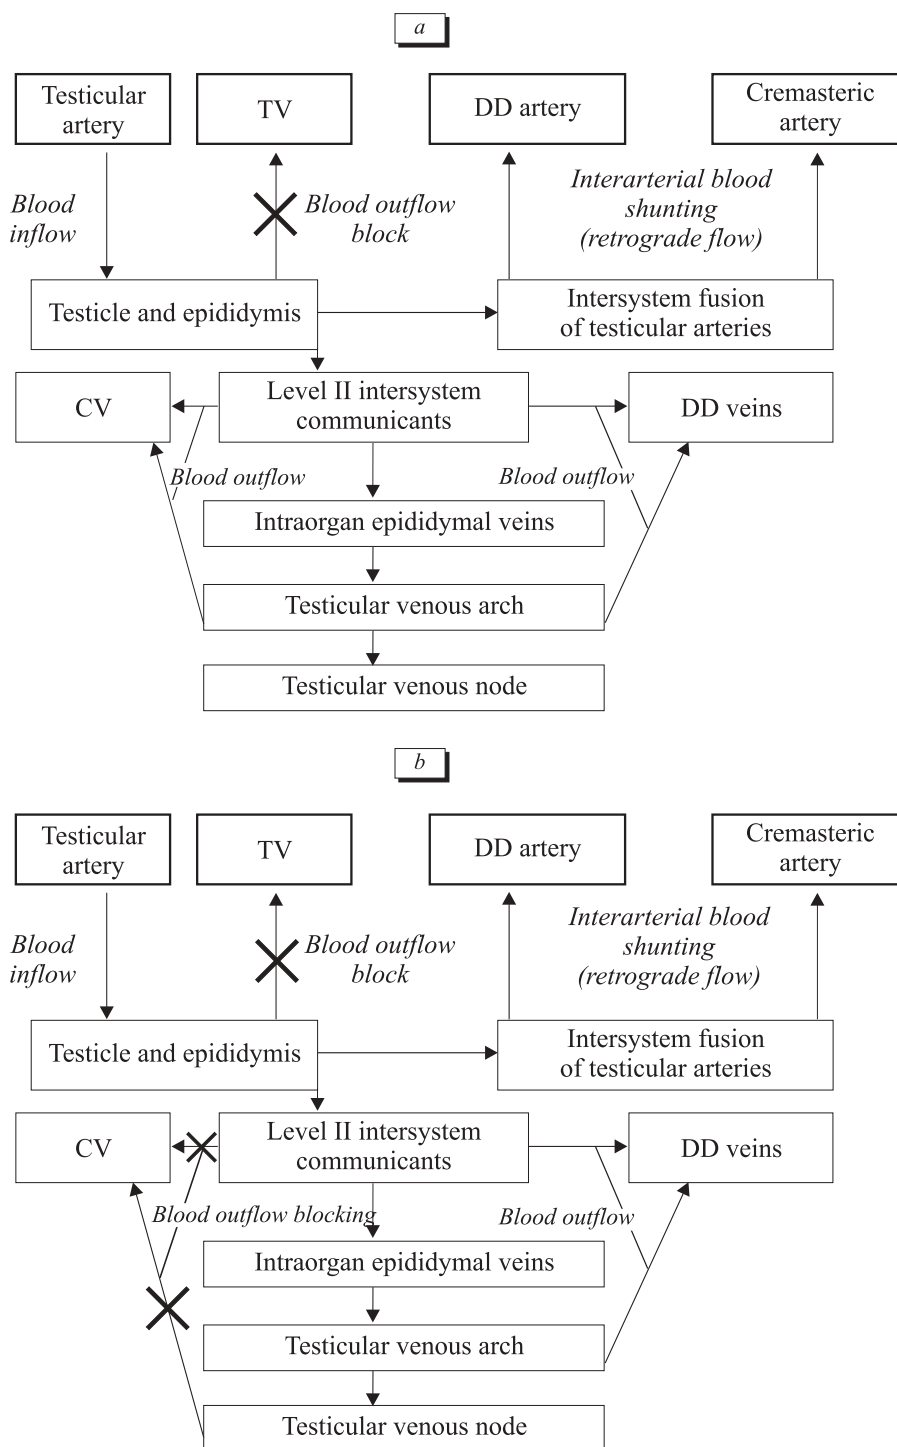 a
Testicular
artery
TV
DD artery
Cremasteric
artery
Blood
inflow
Blood outflow
block
Interarterial blood
shunting
(retrograde flow)
Testicle and epididymis
Intersystem fusion
of testicular arteries
CV
Level II intersystem
communicants
DD veins
Blood outflow
Blood outflow
Intraorgan epididymal veins
Testicular venous arch
Testicular venous node
b
Testicular
artery
TV
DD artery
Cremasteric
artery
Blood
inflow
Blood outflow
block
Interarterial blood
shunting
(retrograde flow)
Testicle and epididymis
Intersystem fusion
of testicular arteries
CV
Level II intersystem
communicants
DD veins
Blood outflow blocking
Blood outflow
Intraorgan epididymal veins
Testicular venous arch
Testicular venous node